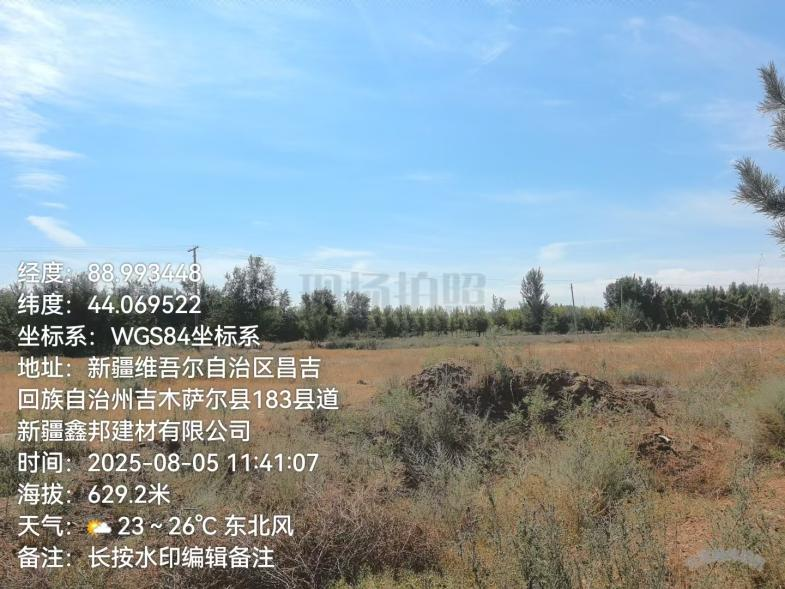 现场拍照
经度：88.993448
纬度：44.069522
坐标系：WGS84坐标系
地址：新疆维吾尔自治区昌吉
回族自治州吉木萨尔县183县道
新疆鑫邦建材有限公司
时间：2025-08-05 11:41:07
海拔：629.2米
天气：⛅ 23～26℃ 东北风
备注：长按水印编辑备注